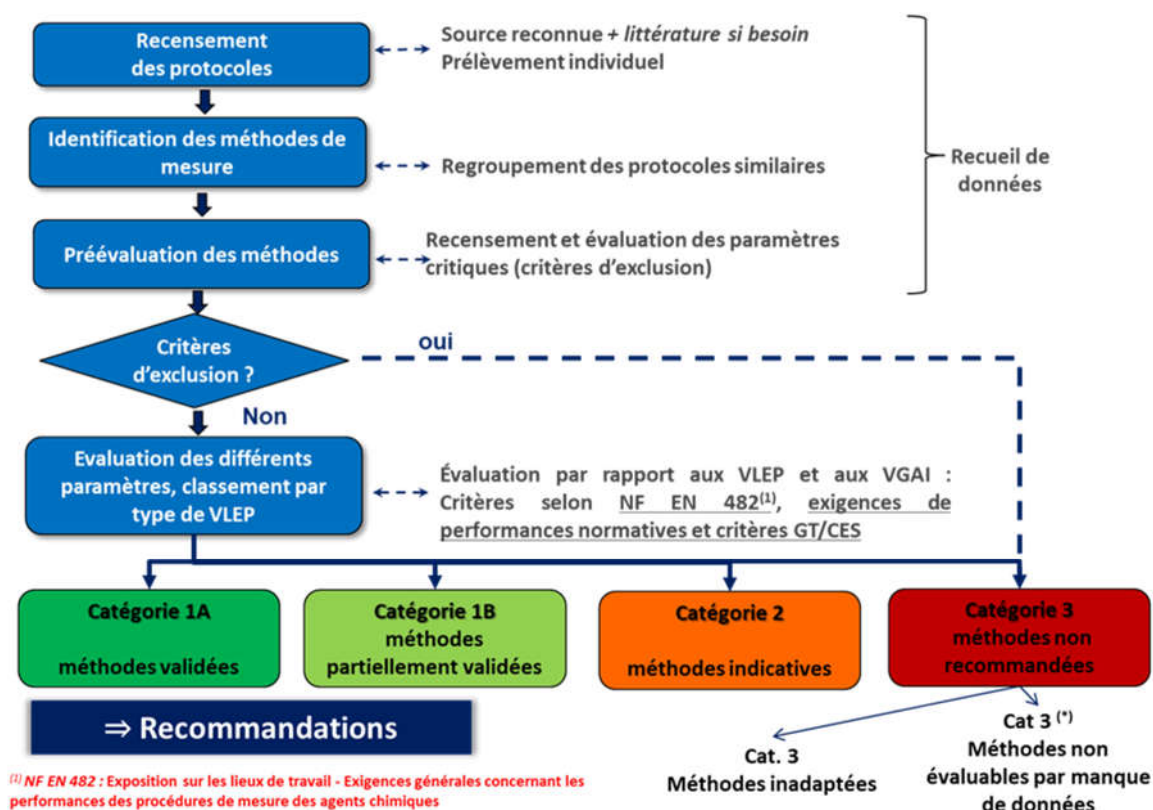 Recensement
des protocoles
Source reconnue + littérature si besoin
Prélèvement individuel
Identification des méthodes de
mesure
Regroupement des protocoles similaires
Recueil de
données
Préévaluation des méthodes
Recensement et évaluation des paramètres
critiques (critères d’exclusion)
Critères
d’exclusion ?
oui
Non
Evaluation des différents
paramètres, classement par
type de VLEP
Évaluation par rapport aux VLEP et aux VGAI :
Critères selon NF EN 482(1), exigences de
performances normatives et critères GT/CES
Catégorie 1A
méthodes validées
Catégorie 1B
méthodes
partiellement validées
Catégorie 2
méthodes indicatives
Catégorie 3
méthodes non
recommandées
⇒ Recommandations
Cat. 3
Méthodes inadaptées
Cat 3 (*)
Méthodes non
évaluables par manque
de données
(1) NF EN 482 : Exposition sur les lieux de travail - Exigences générales concernant les
performances des procédures de mesure des agents chimiques